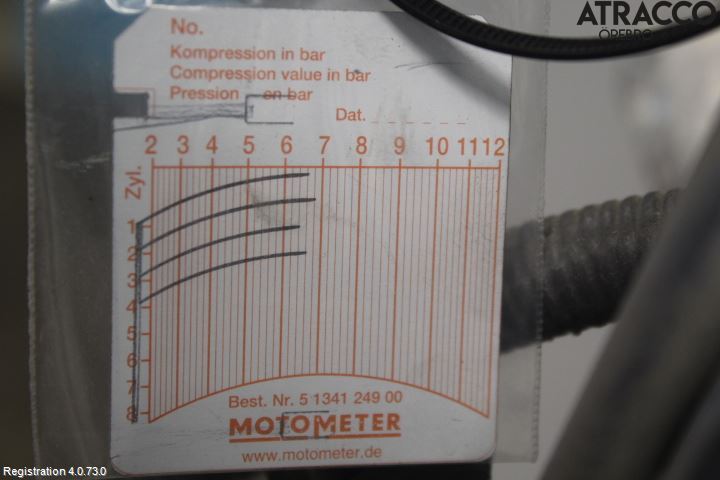 ATRACCO
ÖREBRO
No.
Kompression in bar
Compression value in bar
Pression en bar
Dat.
2 3 4 5 6 7 8 9 10 11 12
Zyl.
1
2
3
4
5
6
7
8
Best. Nr. 5 1341 249 00
MOTOMETER
www.motometer.de
Registration 4.0.73.0